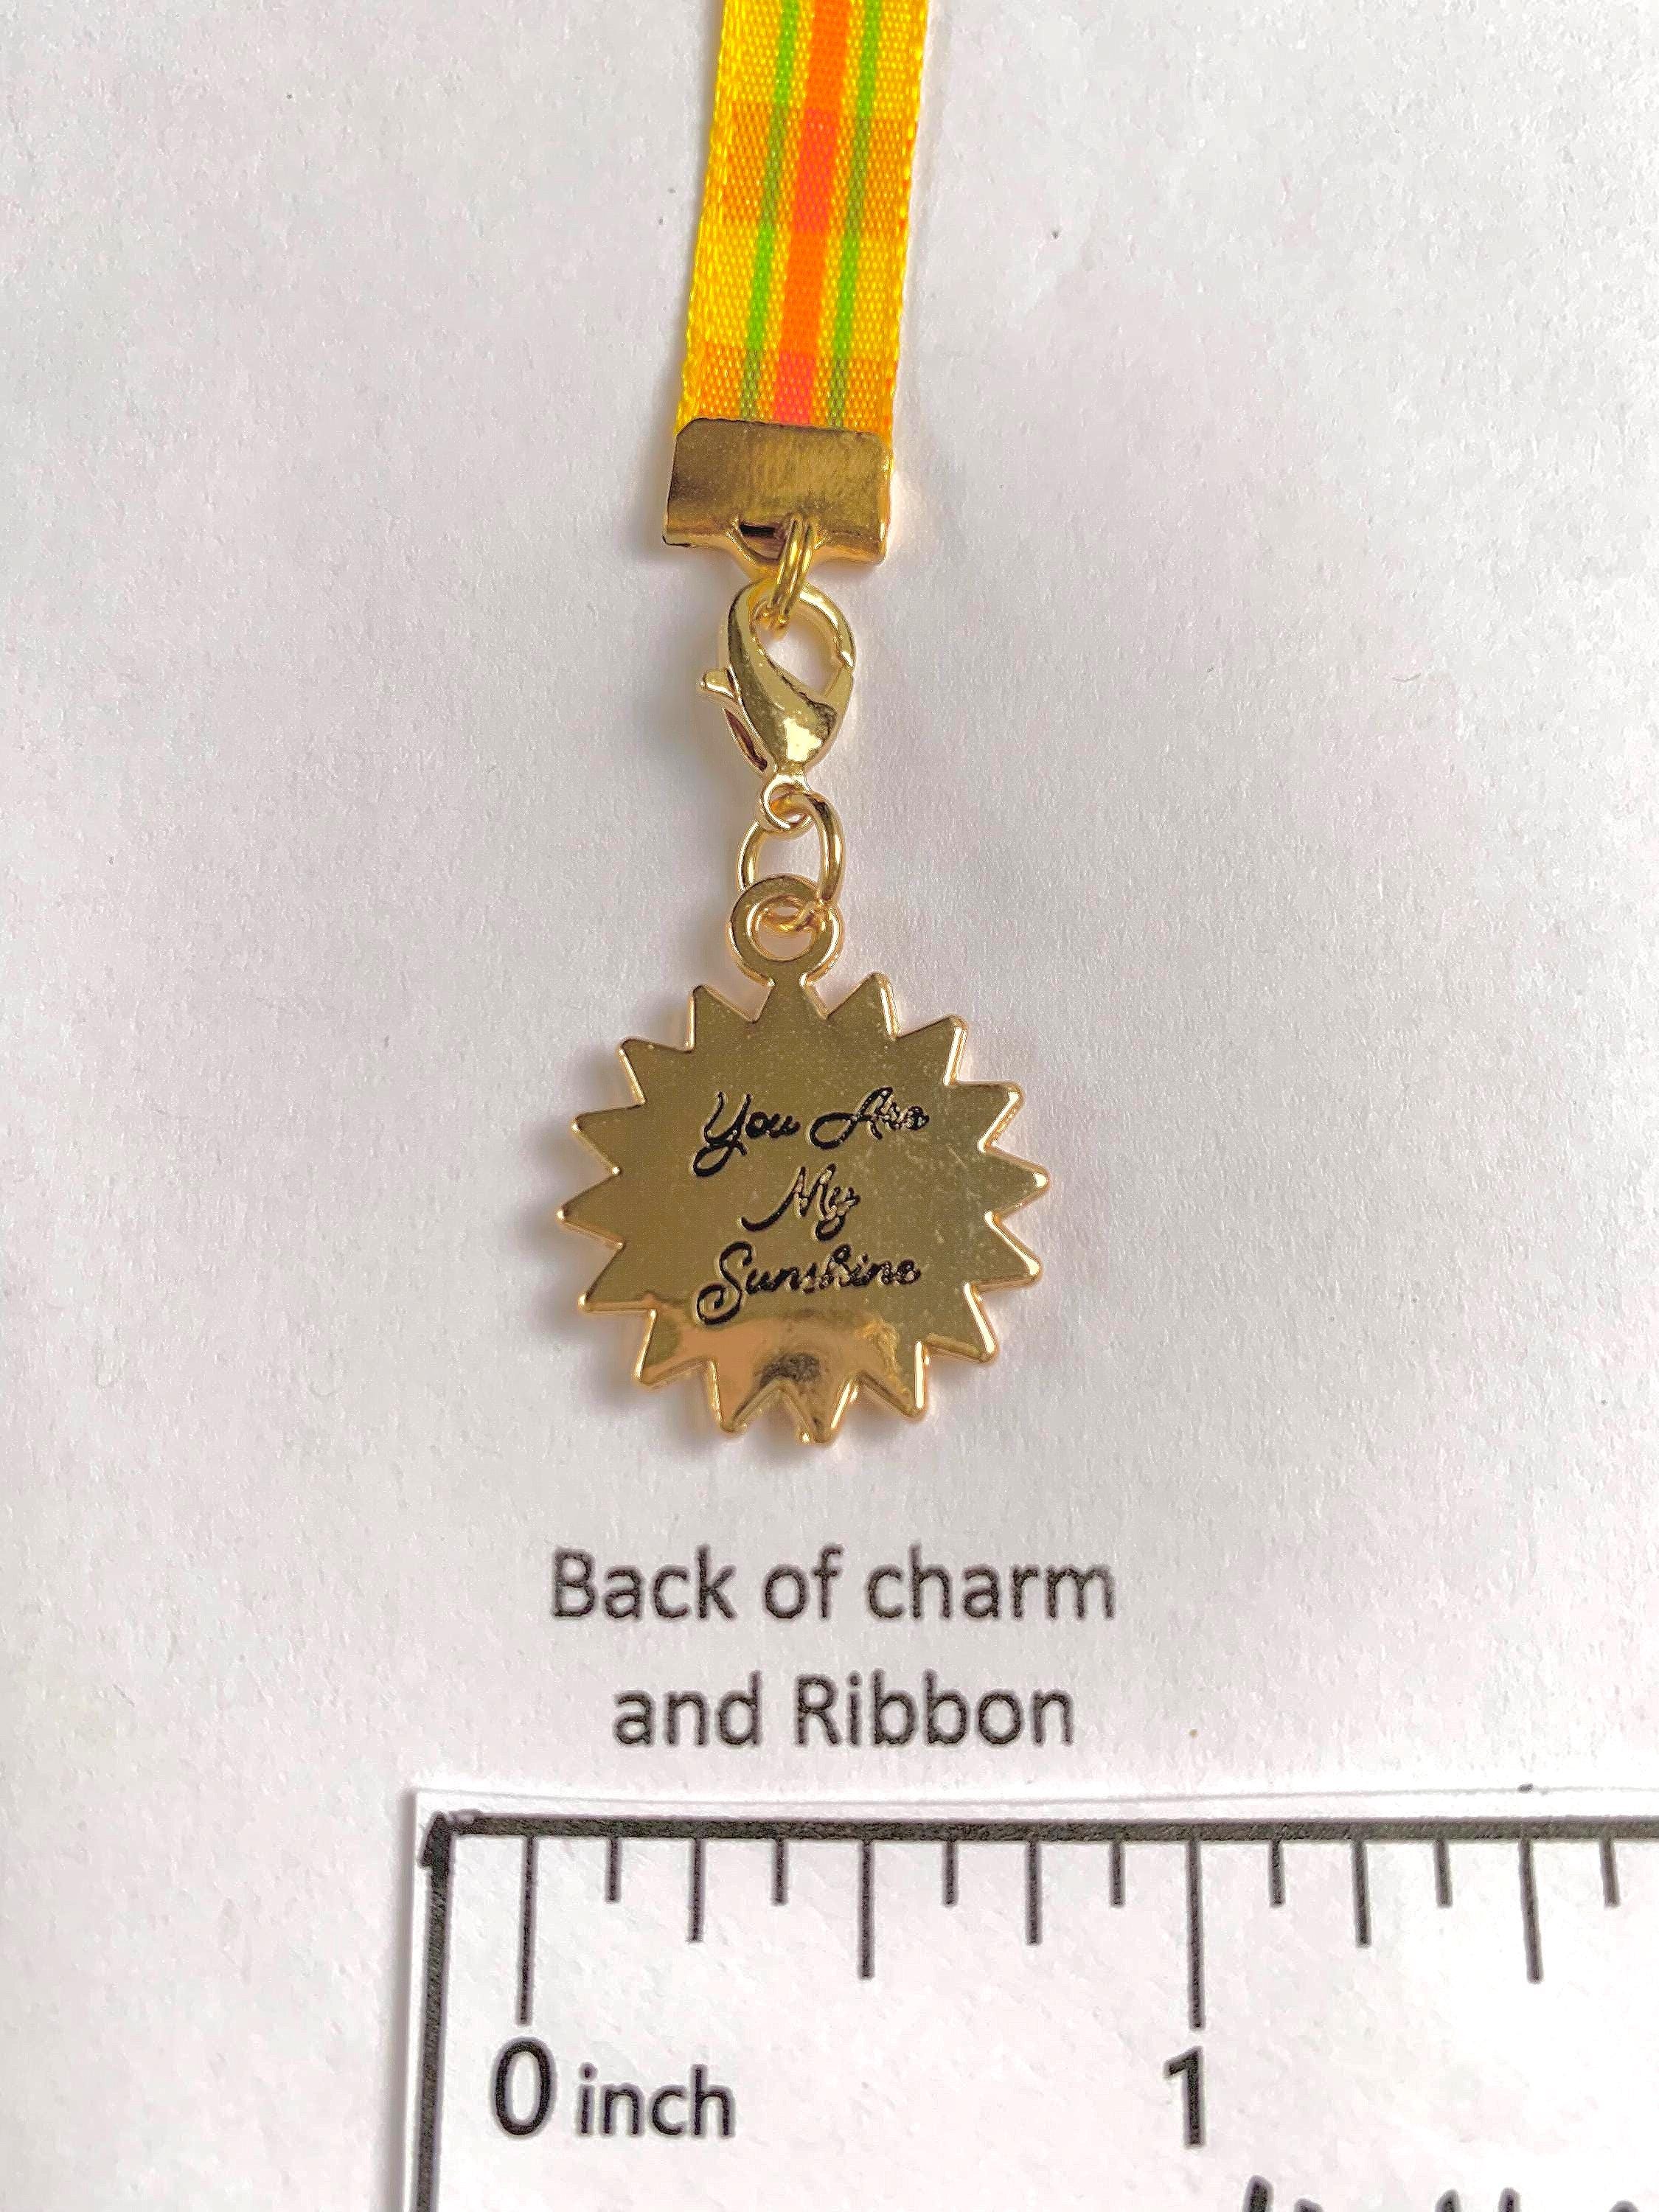 You Are
My
Sunshine
Back of charm
and Ribbon
0 inch 1